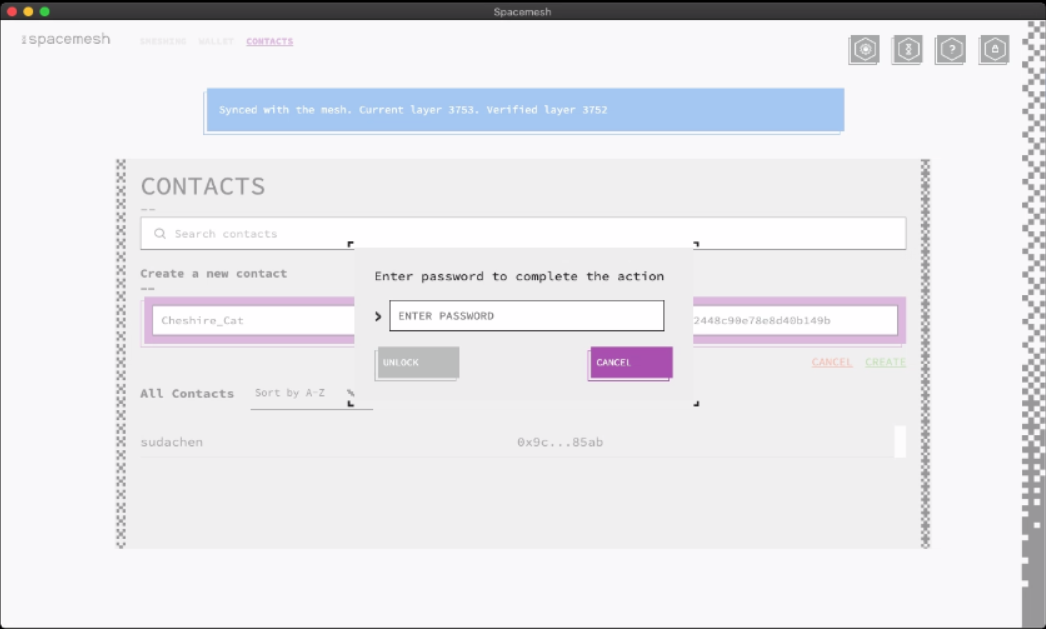 Spacemesh
spacemesh SMESHING WALLET CONTACTS
?
Synced with the mesh. Current layer 3753. Verified layer 3752
CONTACTS
--
Search contacts
Create a new contact
--
Enter password to complete the action
Cheshire_Cat
> ENTER PASSWORD
2448c90e78e8d40b149b
UNLOCK CANCEL
CANCEL CREATE
All Contacts Sort by A-Z
sudachen 0x9c...85ab